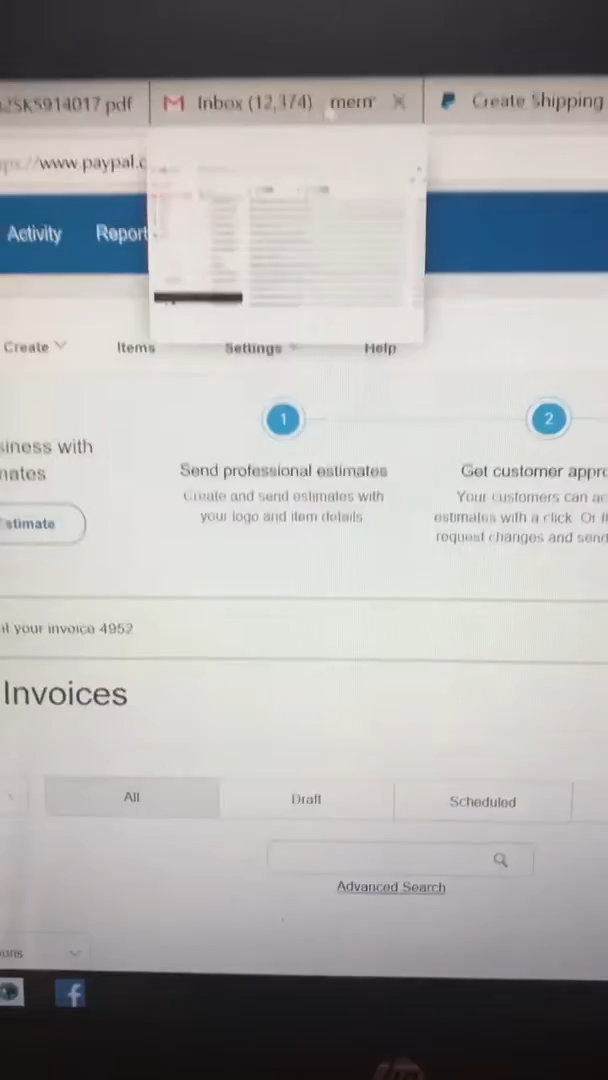 2SK5914017.pdf
Inbox (12,374)
Create Shipping
www.paypal.c
Activity
Report
Create
Items
Settings
Help
1
2
siness with
nates
Send professional estimates
Get customer appro
Create and send estimates with
your logo and item details
Your customers can ac
estimates with a click. Or
request changes and send
stimate
your invoice 4952
Invoices
All
Draft
Scheduled
Advanced Search
ions
f